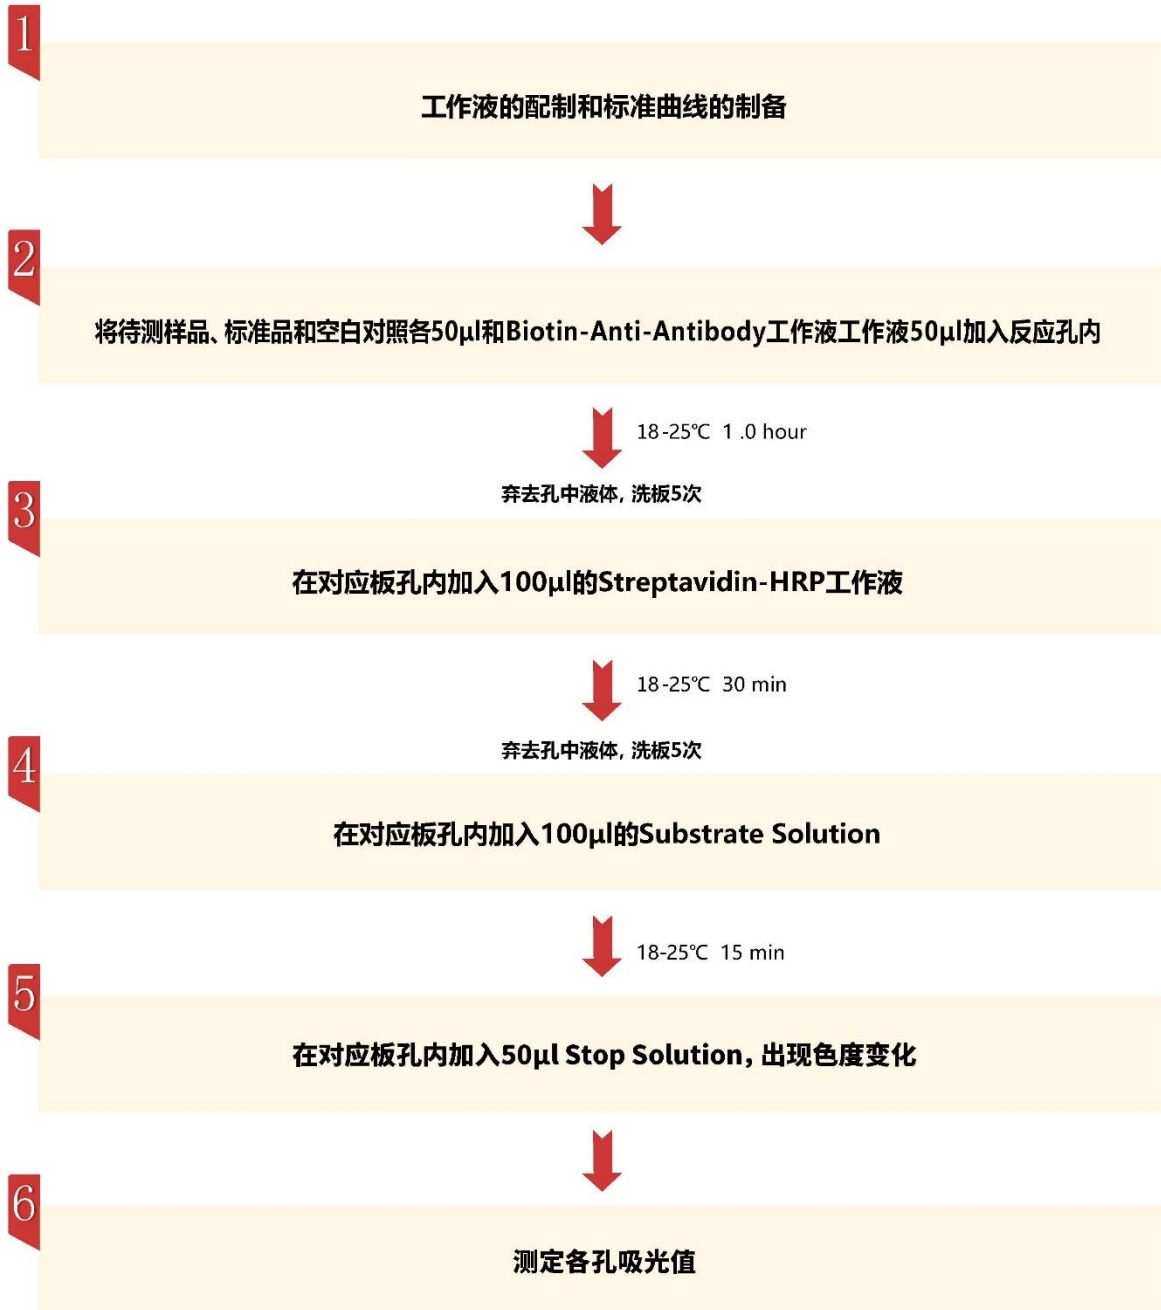 1
工作液的配制和标准曲线的制备
2
将待测样品、标准品和空白对照各50μl和Biotin-Anti-Antibody工作液工作液50μl加入反应孔内
18-25℃ 1 .0 hour
弃去孔中液体, 洗板5次
3
在对应板孔内加入100μl的Streptavidin-HRP工作液
18-25℃ 30 min
弃去孔中液体, 洗板5次
4
在对应板孔内加入100μl的Substrate Solution
18-25℃ 15 min
5
在对应板孔内加入50μl Stop Solution, 出现色度变化
6
测定各孔吸光值